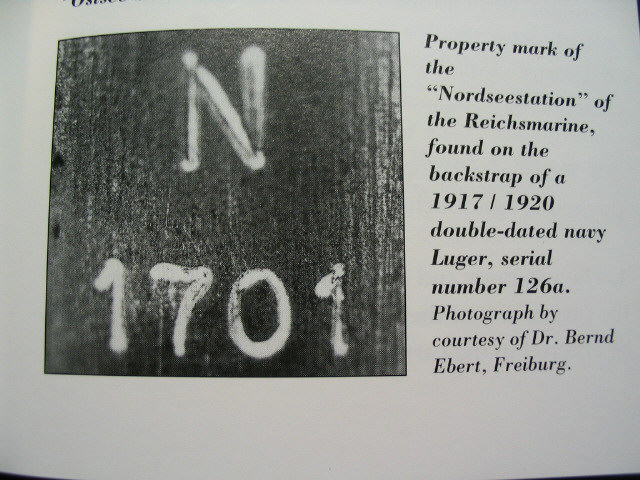 N
1701
Property mark of
the
“Nordseestation” of
the Reichsmarine,
found on the
backstrap of a
1917 / 1920
double-dated navy
Luger, serial
number 126a.
Photograph by
courtesy of Dr. Bernd
Ebert, Freiburg.